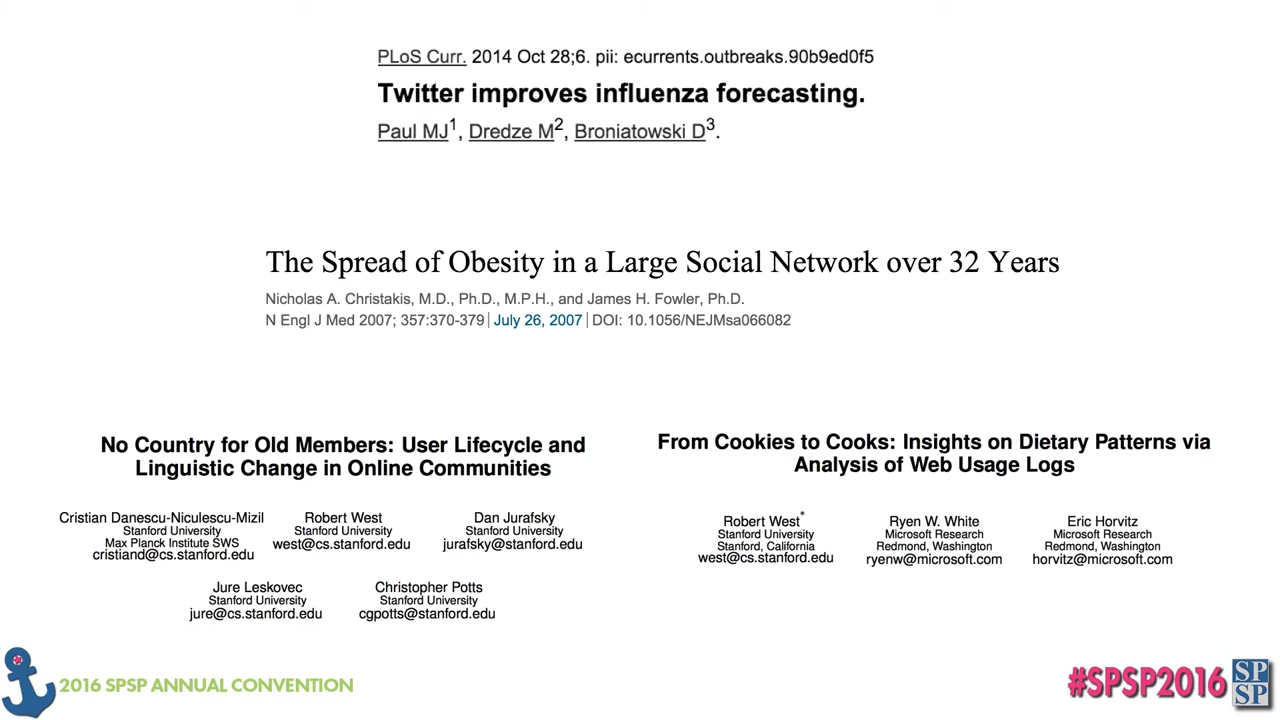 PLoS Curr. 2014 Oct 28;6. pii: ecurrents.outbreaks.90b9ed0f5
Twitter improves influenza forecasting.
Paul MJ1, Dredze M2, Broniatowski D3.
The Spread of Obesity in a Large Social Network over 32 Years
Nicholas A. Christakis, M.D., Ph.D., M.P.H., and James H. Fowler, Ph.D.
N Engl J Med 2007; 357:370-379 | July 26, 2007 | DOI: 10.1056/NEJMsa066082
No Country for Old Members: User Lifecycle and
Linguistic Change in Online Communities
Cristian Danescu-Niculescu-Mizil
Stanford University
Max Planck Institute SWS
cristiand@cs.stanford.edu
Robert West
Stanford University
west@cs.stanford.edu
Dan Jurafsky
Stanford University
jurafsky@stanford.edu
Jure Leskovec
Stanford University
jure@cs.stanford.edu
Christopher Potts
Stanford University
cgpotts@stanford.edu
From Cookies to Cooks: Insights on Dietary Patterns via
Analysis of Web Usage Logs
Robert West*
Stanford University
Stanford, California
west@cs.stanford.edu
Ryen W. White
Microsoft Research
Redmond, Washington
ryenw@microsoft.com
Eric Horvitz
Microsoft Research
Redmond, Washington
horvitz@microsoft.com
2016 SPSP ANNUAL CONVENTION
#SPSP2016
SP
SP